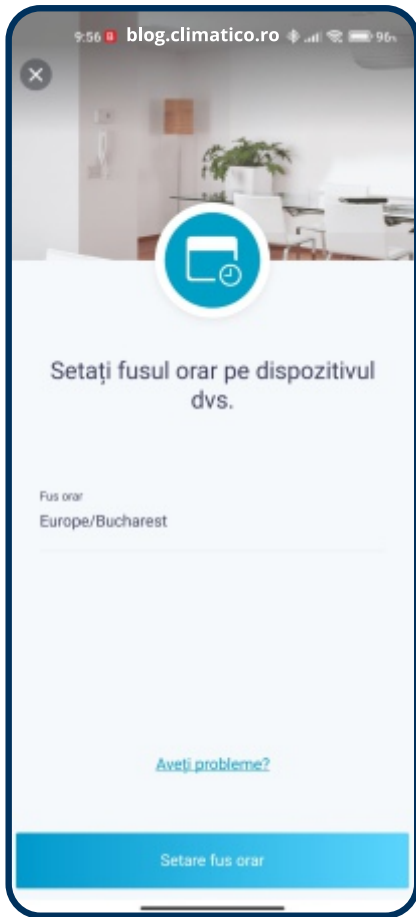 9:56 blog.climatico.ro 96
Setați fusul orar pe dispozitivul
dvs.
Fus orar
Europe/Bucharest
Aveți probleme?
Setare fus orar